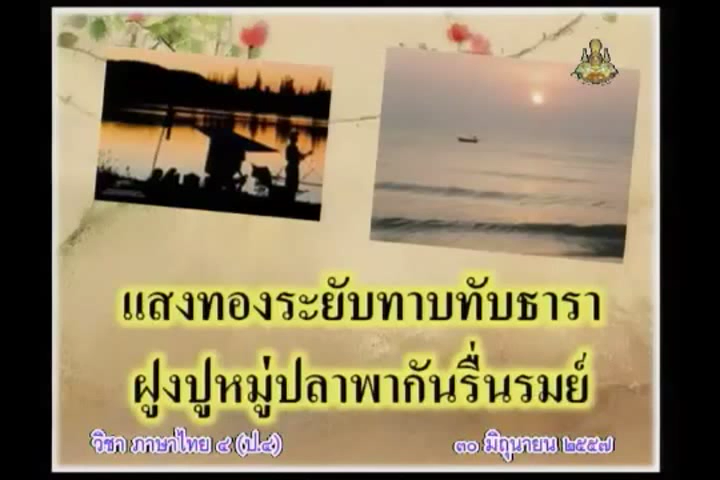 แสงทองระยับทาบทับธารา
ฝูงปูหมู่ปลาพากันรื่นรมย์
วิชา ภาษาไทย ๔ (ป.๔)
๓๐ มิถุนายน ๒๕๕๗